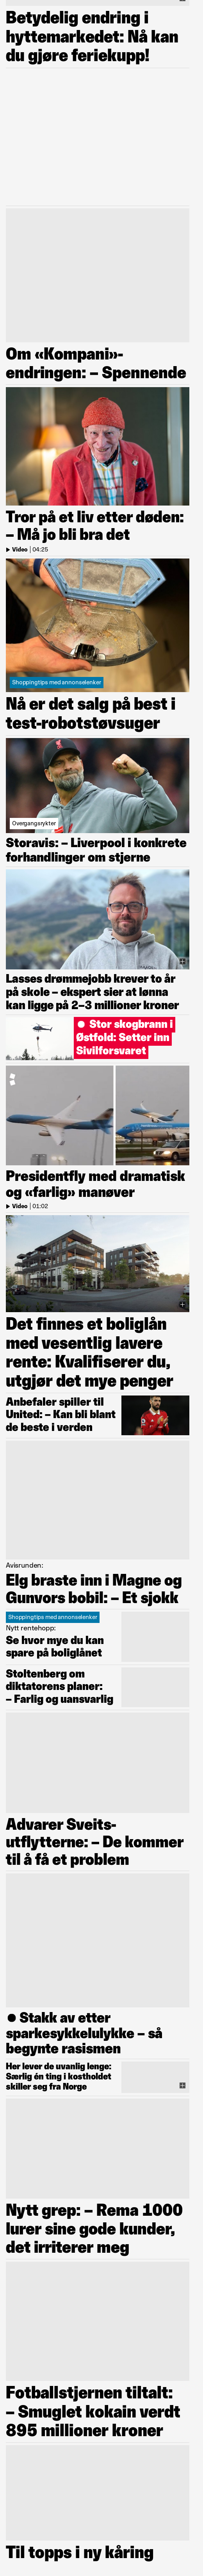 Betydelig endring i
hyttemarkedet: Nå kan
du gjøre feriekupp!
Om «Kompani»-
endringen: – Spennende
Tror på et liv etter døden:
– Må jo bli bra det
Video | 04:25
Shoppingtips med annonselenker
Nå er det salg på best i
test-robotstøvsuger
Overgangsrykter
Storavis: – Liverpool i konkrete
forhandlinger om stjerne
Lasses drømmejobb krever to år
på skole – ekspert sier at lønna
kan ligge på 2–3 millioner kroner
Stor skogbrann i
Østfold: Setter inn
Sivilforsvaret
Presidentfly med dramatisk
og «farlig» manøver
Video | 01:02
Det finnes et boliglån
med vesentlig lavere
rente: Kvalifiserer du,
utgjør det mye penger
Anbefaler spiller til
United: – Kan bli blant
de beste i verden
Avisrunden:
Elg braste inn i Magne og
Gunvors bobil: – Et sjokk
Shoppingtips med annonselenker
Nytt rentehopp:
Se hvor mye du kan
spare på boliglånet
Stoltenberg om
diktatorens planer:
– Farlig og uansvarlig
Advarer Sveits-
utflytterne: – De kommer
til å få et problem
Stakk av etter
sparkesykkelulykke – så
begynte rasismen
Her lever de uvanlig lenge:
Særlig én ting i kostholdet
skiller seg fra Norge
Nytt grep: – Rema 1000
lurer sine gode kunder,
det irriterer meg
Fotballstjernen tiltalt:
– Smuglet kokain verdt
895 millioner kroner
Til topps i ny kåring